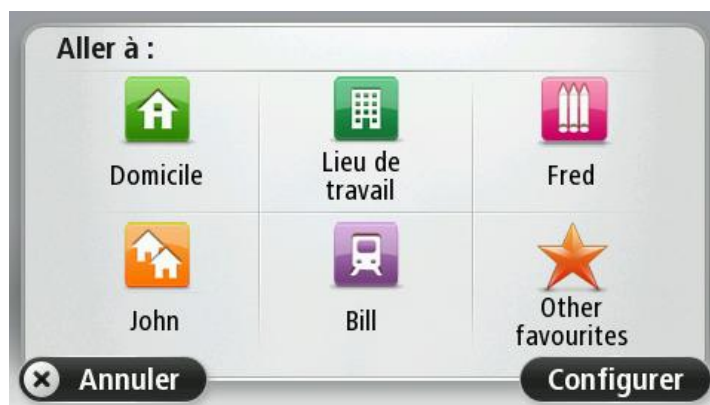 Aller à :
Domicile
Lieu de
travail
Fred
John
Bill
Other
favourites
Annuler
Configurer